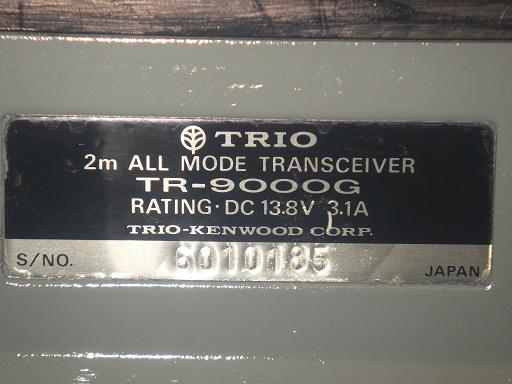 TRIO
2m ALL MODE TRANSCEIVER
TR-9000G
RATING· DC 13.8V 3.1A
TRIO-KENWOOD CORP.
S/NO. 6010185
JAPAN